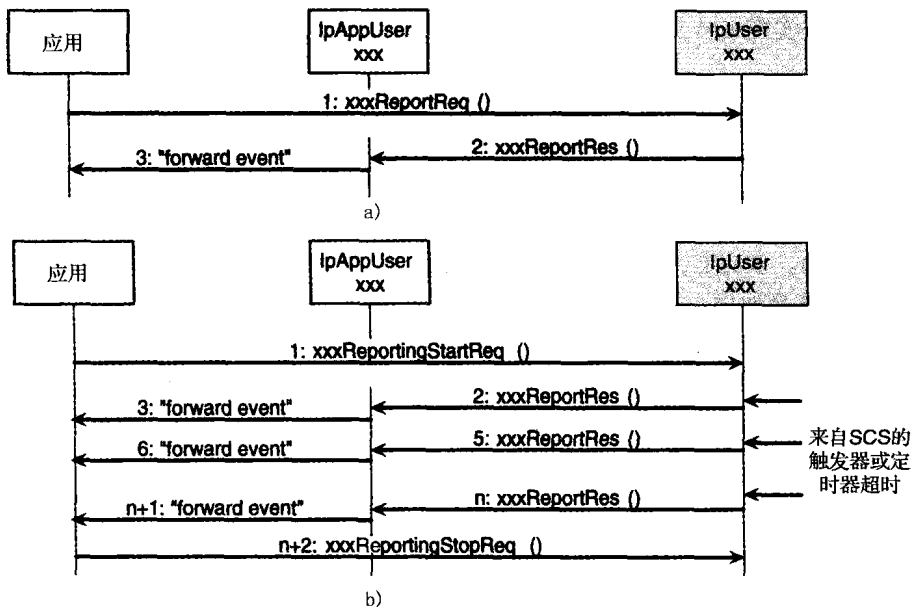 应用
IpAppUser
xxx
IpUser
xxx
1: xxxReportReq ()
2: xxxReportRes ()
3: "forward event"
a)
应用
IpAppUser
xxx
IpUser
xxx
1: xxxReportingStartReq ()
2: xxxReportRes ()
3: "forward event"
5: xxxReportRes ()
6: "forward event"
来自SCS的
触发器或定
时器超时
n: xxxReportRes ()
n+1: "forward event"
n+2: xxxReportingStopReq ()
b)